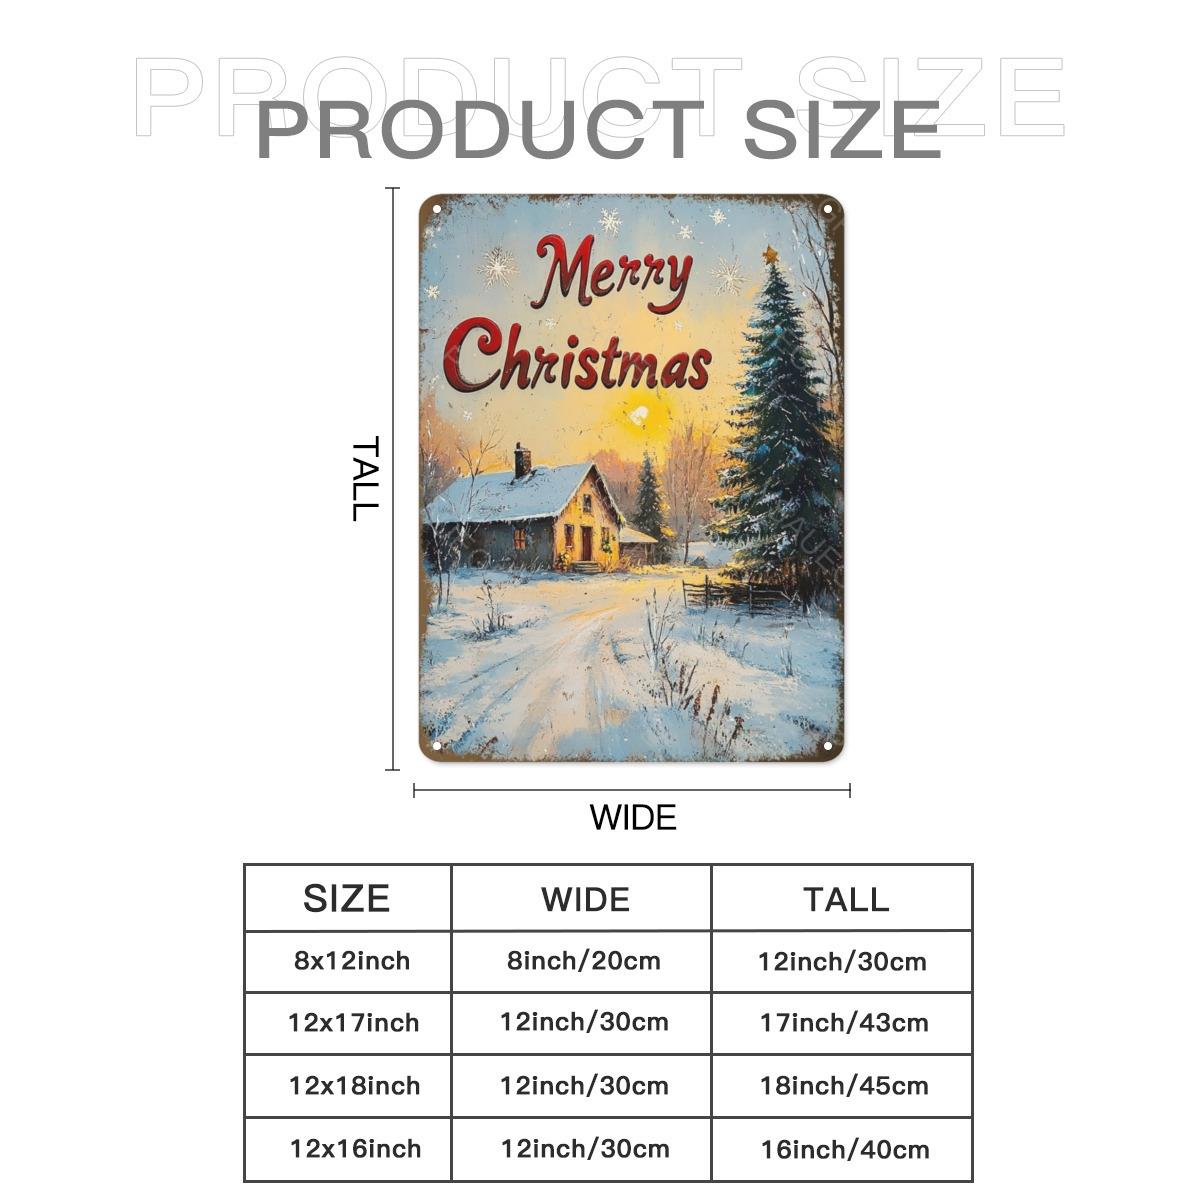 PRODUCT SIZE
PRODUCT SIZE
Merry
Christmas
TALL
WIDE
SIZE WIDE TALL
8x12inch 8inch/20cm 12inch/30cm
12x17inch 12inch/30cm 17inch/43cm
12x18inch 12inch/30cm 18inch/45cm
12x16inch 12inch/30cm 16inch/40cm